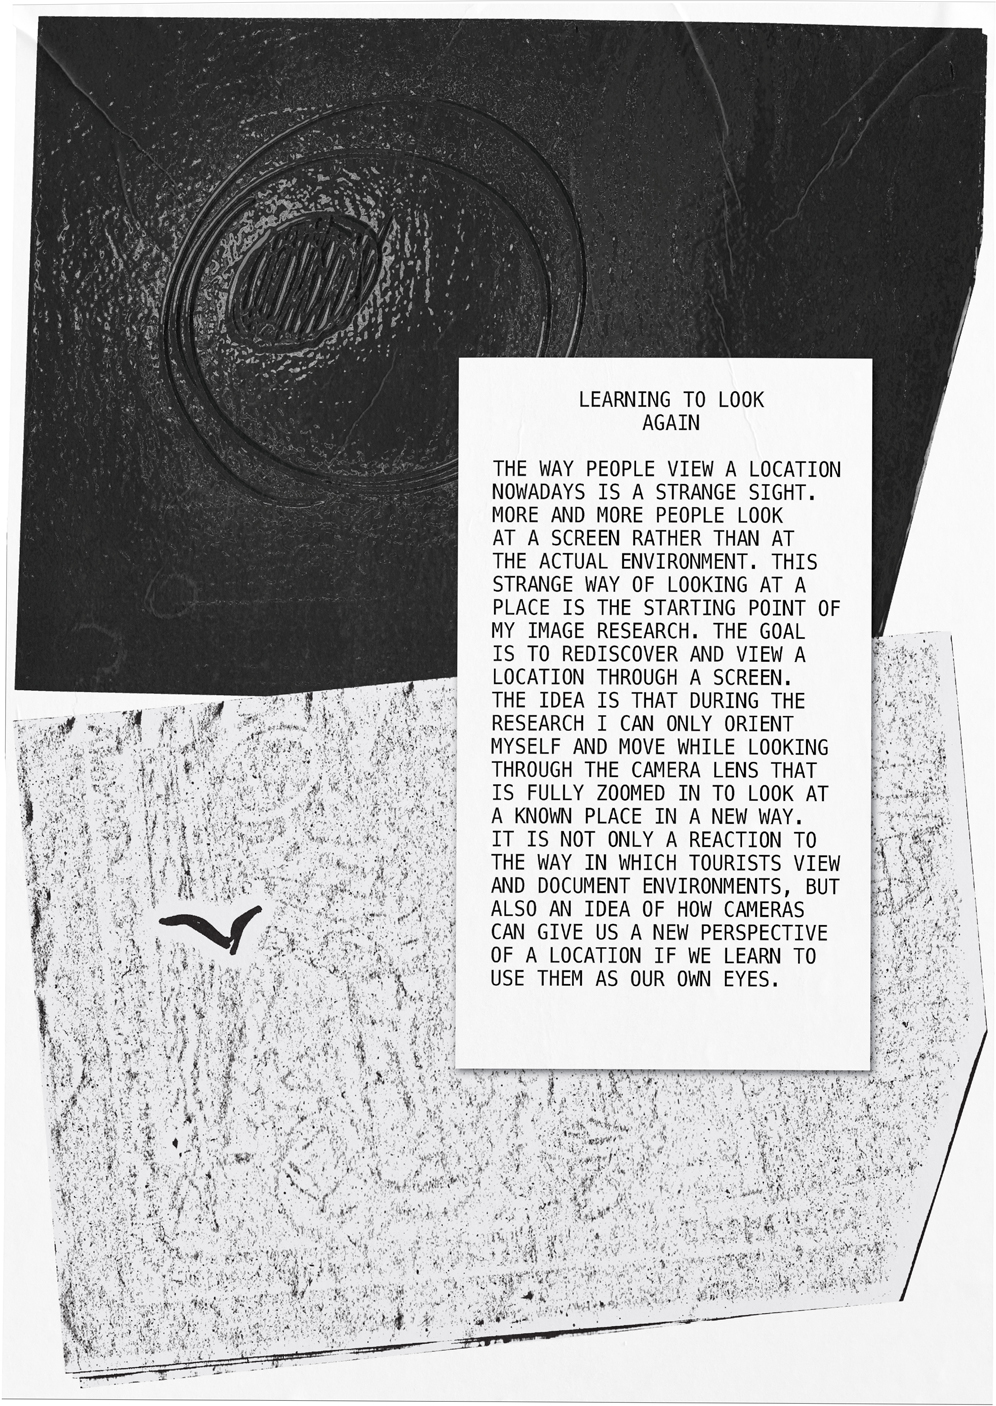 LEARNING TO LOOK
AGAIN
THE WAY PEOPLE VIEW A LOCATION
NOWADAYS IS A STRANGE SIGHT.
MORE AND MORE PEOPLE LOOK
AT A SCREEN RATHER THAN AT
THE ACTUAL ENVIRONMENT. THIS
STRANGE WAY OF LOOKING AT A
PLACE IS THE STARTING POINT OF
MY IMAGE RESEARCH. THE GOAL
IS TO REDISCOVER AND VIEW A
LOCATION THROUGH A SCREEN.
THE IDEA IS THAT DURING THE
RESEARCH I CAN ONLY ORIENT
MYSELF AND MOVE WHILE LOOKING
THROUGH THE CAMERA LENS THAT
IS FULLY ZOOMED IN TO LOOK AT
A KNOWN PLACE IN A NEW WAY.
IT IS NOT ONLY A REACTION TO
THE WAY IN WHICH TOURISTS VIEW
AND DOCUMENT ENVIRONMENTS, BUT
ALSO AN IDEA OF HOW CAMERAS
CAN GIVE US A NEW PERSPECTIVE
OF A LOCATION IF WE LEARN TO
USE THEM AS OUR OWN EYES.